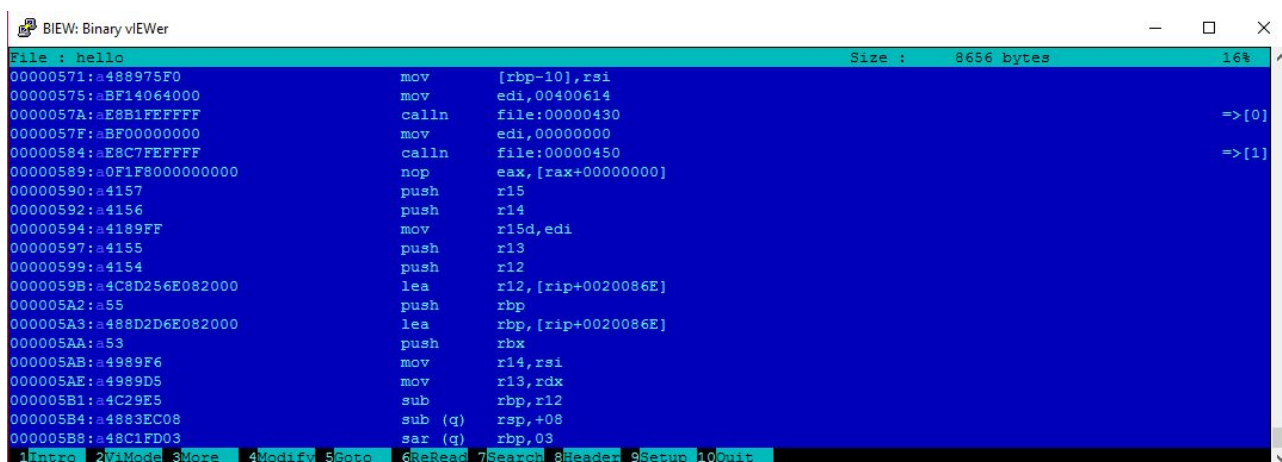 BIEW: Binary vIEWer
File : hello Size : 8656 bytes 16%
00000571:a488975F0 mov [rbp-10],rsi
00000575:aBF14064000 mov edi,00400614
0000057A:aE8B1FEFFFF calln file:00000430 =>[0]
0000057F:aBF00000000 mov edi,00000000
00000584:aE8C7FEFFFF calln file:00000450 =>[1]
00000589:a0F1F8000000000 nop eax,[rax+00000000]
00000590:a4157 push r15
00000592:a4156 push r14
00000594:a4189FF mov r15d,edi
00000597:a4155 push r13
00000599:a4154 push r12
0000059B:a4C8D256E082000 lea r12,[rip+0020086E]
000005A2:a55 push rbp
000005A3:a488D2D6E082000 lea rbp,[rip+0020086E]
000005AA:a53 push rbx
000005AB:a4989F6 mov r14,rsi
000005AE:a4989D5 mov r13,rdx
000005B1:a4C29E5 sub rbp,r12
000005B4:a4883EC08 sub (q) rsp,+08
000005B8:a48C1FD03 sar (q) rbp,03
1Intro 2ViMode 3More 4Modify 5Goto 6ReRead 7Search 8Header 9Setup 10Quit